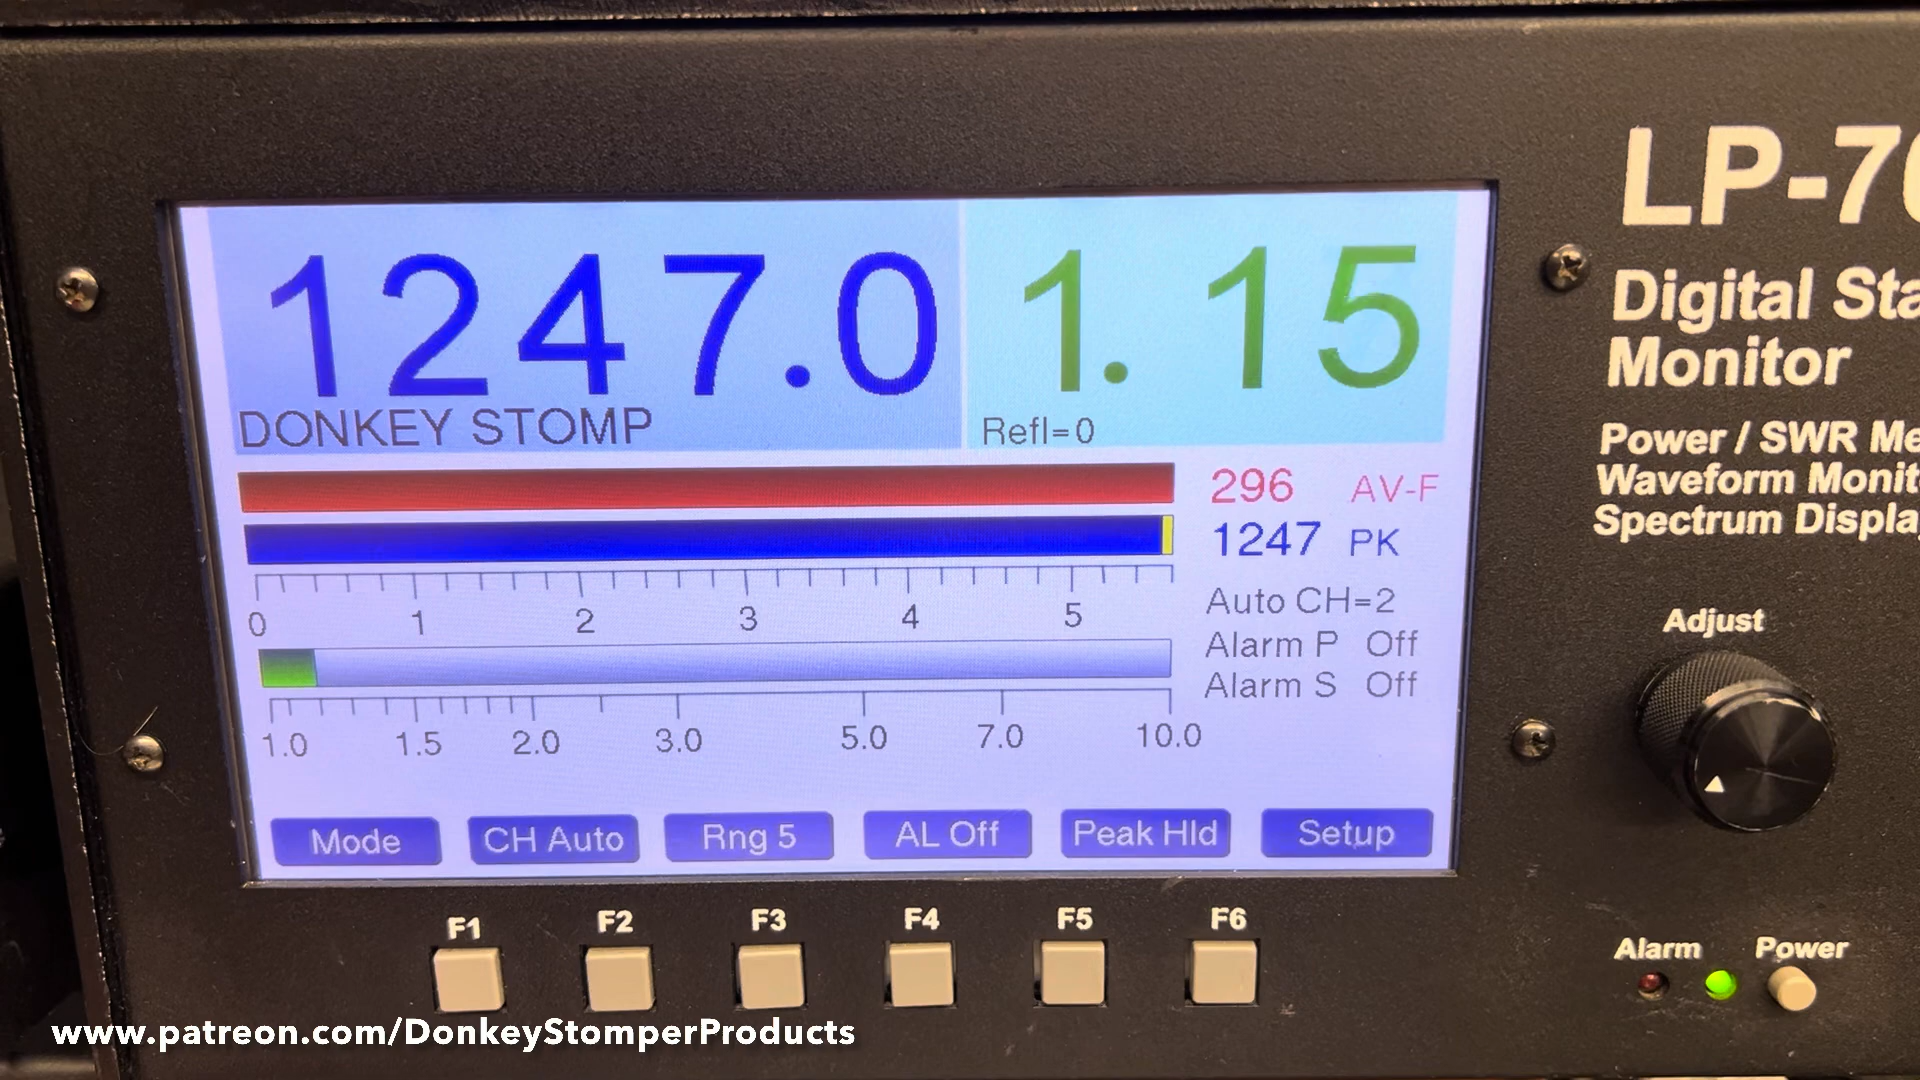 1247.0
1.15
DONKEY STOMP
Refl=0
296 AV-F
1247 PK
0 1 2 3 4 5
Auto CH=2
Alarm P Off
Alarm S Off
1.0 1.5 2.0 3.0 5.0 7.0 10.0
Mode CH Auto Rng 5 AL Off Peak Hld Setup
F1 F2 F3 F4 F5 F6
LP-7
Digital Sta
Monitor
Power / SWR Me
Waveform Monit
Spectrum Displa
Adjust
Alarm Power
www.patreon.com/DonkeyStomperProducts